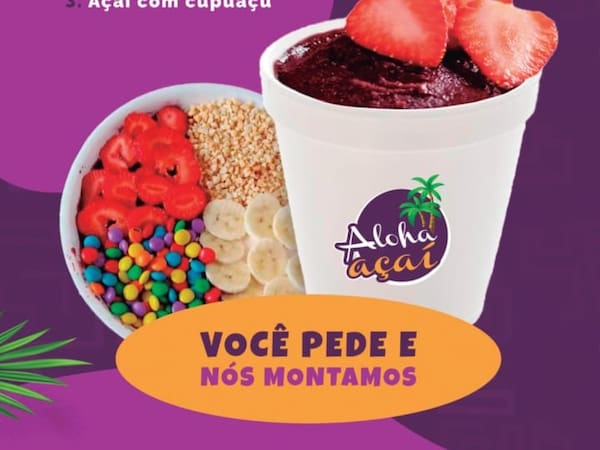 3. Açaí com cupuaçu
Aloha
açaí
VOCÊ PEDE E
NÓS MONTAMOS